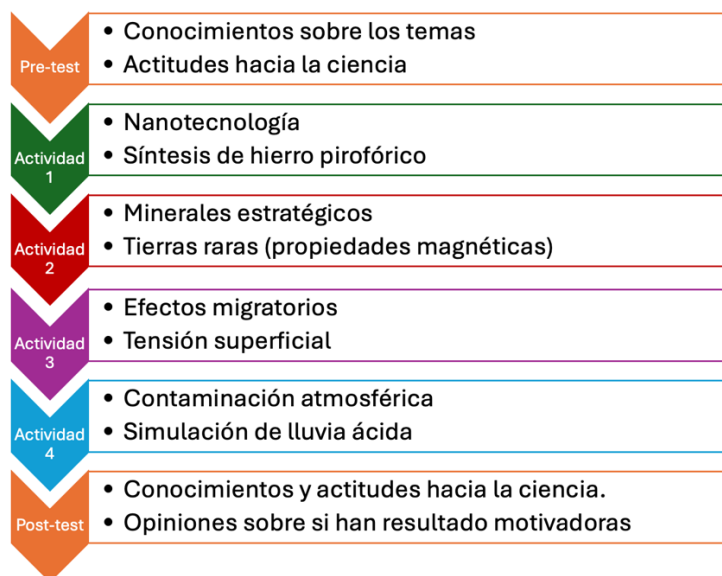 Pre-test
• Conocimientos sobre los temas
• Actitudes hacia la ciencia
Actividad
1
• Nanotecnología
• Síntesis de hierro pirofórico
Actividad
2
• Minerales estratégicos
• Tierras raras (propiedades magnéticas)
Actividad
3
• Efectos migratorios
• Tensión superficial
Actividad
4
• Contaminación atmosférica
• Simulación de lluvia ácida
Post-test
• Conocimientos y actitudes hacia la ciencia.
• Opiniones sobre si han resultado motivadoras